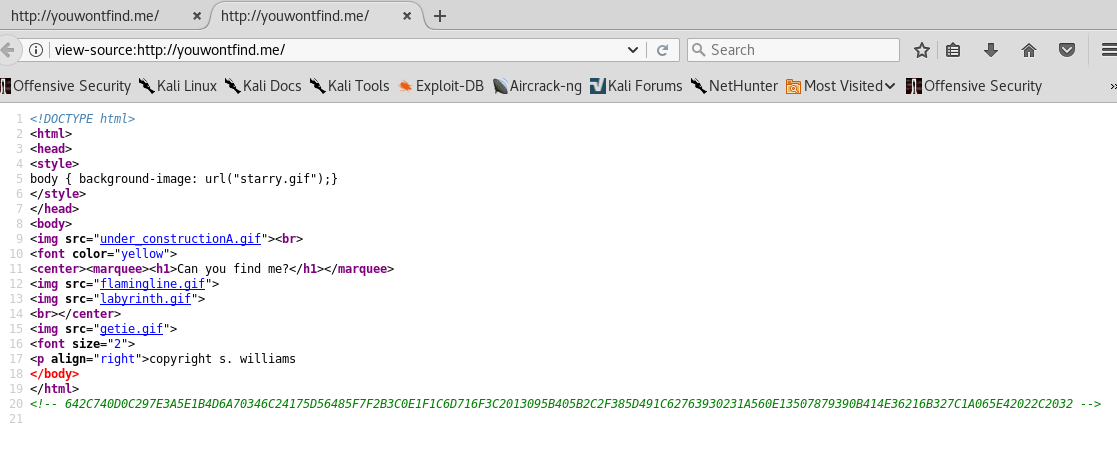 http://youwontfind.me/ × http://youwontfind.me/ × +
view-source:http://youwontfind.me/ Search
Offensive Security Kali Linux Kali Docs Kali Tools Exploit-DB Aircrack-ng Kali Forums NetHunter Most Visited Offensive Security »
1 <!DOCTYPE html>
2 <html>
3 <head>
4 <style>
5 body { background-image: url("starry.gif");}
6 </style>
7 </head>
8 <body>
9 <img src="under_constructionA.gif"><br>
10 <font color="yellow">
11 <center><marquee><h1>Can you find me?</h1></marquee>
12 <img src="flamingline.gif">
13 <img src="labyrinth.gif">
14 <br></center>
15 <img src="getie.gif">
16 <font size="2">
17 <p align="right">copyright s. williams
18 </body>
19 </html>
20 <!-- 642C740D0C297E3A5E1B4D6A70346C24175D56485F7F2B3C0E1F1C6D716F3C2013095B405B2C2F385D491C62763930231A560E13507879390B414E36216B327C1A065E42022C2032 -->
21